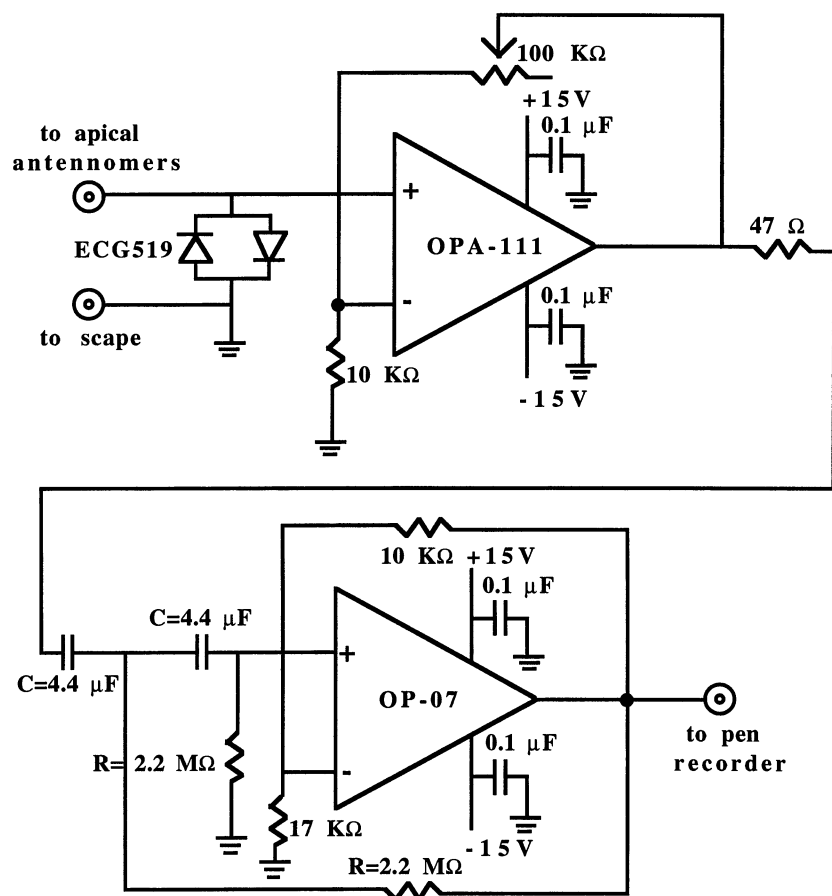 100 KΩ
+15V
0.1 μF
to apical
antennomers
+
47 Ω
ECG519
OPA-111
-
0.1 μF
to scape
10 KΩ
-15V
10 KΩ
+15V
0.1 μF
C=4.4 μF
+
C=4.4 μF
OP-07
to pen
recorder
0.1 μF
R= 2.2 MΩ
-
17 KΩ
-15V
R=2.2 MΩ